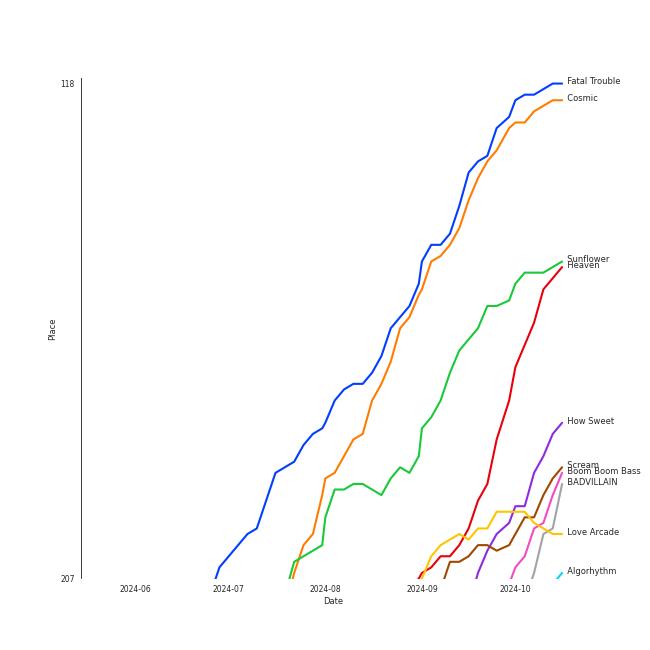 118
Fatal Trouble
Cosmic
Sunflower
Heaven
Place
How Sweet
Scream
Boom Boom Bass
BADVILLAIN
Love Arcade
Algorhythm
207
2024-06
2024-07
2024-08
2024-09
2024-10
Date